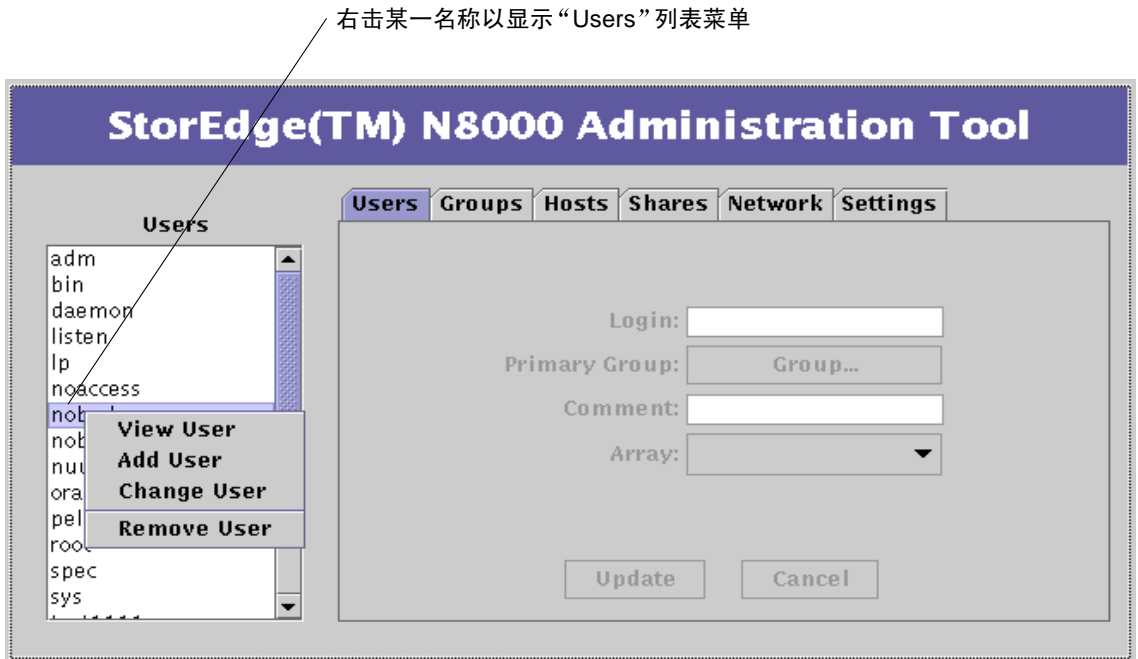 右击某一名称以显示“Users”列表菜单
StorEdge(TM) N8000 Administration Tool
Users
adm
bin
daemon
listen
lp
noaccess
root
spec
sys
View User
Add User
Change User
Remove User
Users Groups Hosts Shares Network Settings
Login:
Primary Group: Group...
Comment:
Array:
Update Cancel